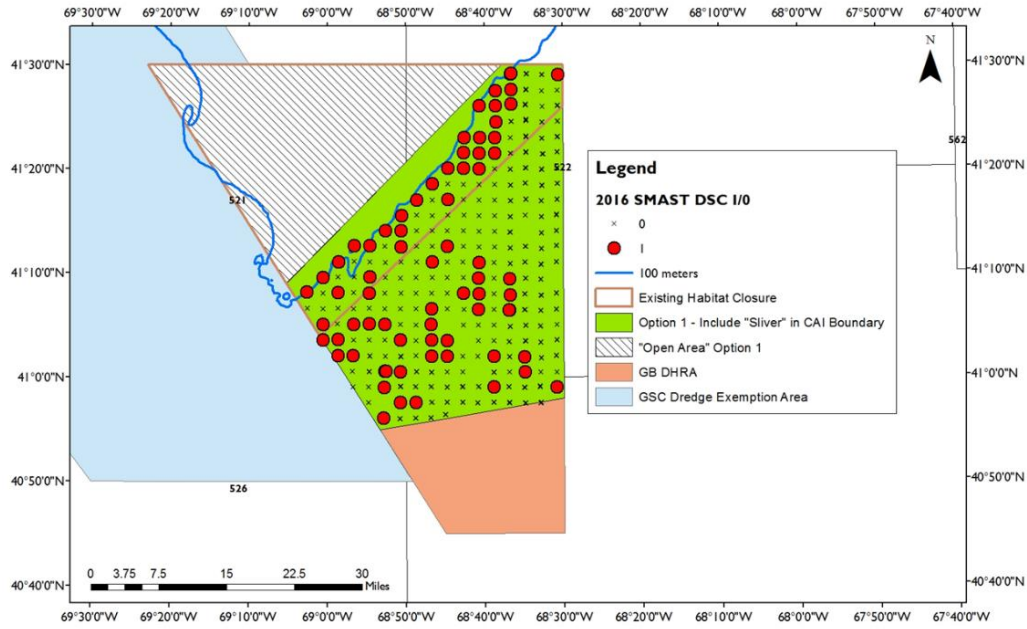 69°30'0"W 69°20'0"W 69°10'0"W 69°0'0"W 68°50'0"W 68°40'0"W 68°30'0"W 68°20'0"W 68°10'0"W 68°0'0"W 67°50'0"W 67°40'0"W
N
41°30'0"N 41°30'0"N
562
41°20'0"N 522 41°20'0"N
521
Legend
2016 SMAST DSC 1/0
0
1
100 meters
Existing Habitat Closure
Option 1 - Include "Sliver" in CAI Boundary
"Open Area" Option 1
GB DHRA
GSC Dredge Exemption Area
41°10'0"N 41°10'0"N
41°0'0"N 41°0'0"N
40°50'0"N 40°50'0"N
526
0 3.75 7.5 15 22.5 30
Miles
40°40'0"N 40°40'0"N
69°30'0"W 69°20'0"W 69°10'0"W 69°0'0"W 68°50'0"W 68°40'0"W 68°30'0"W 68°20'0"W 68°10'0"W 68°0'0"W 67°50'0"W 67°40'0"W